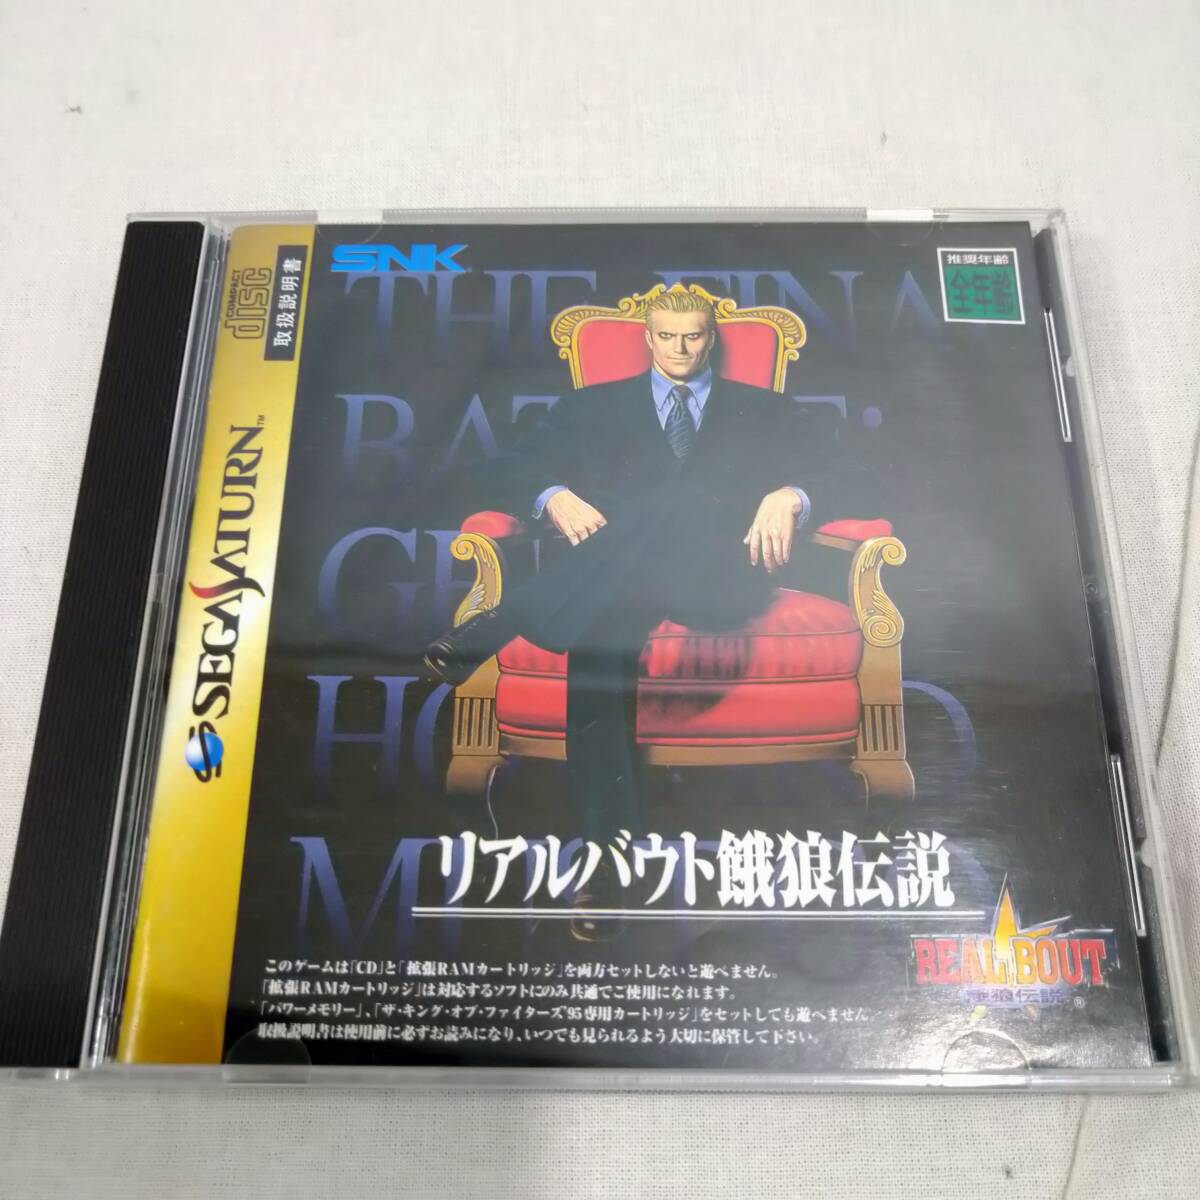 COMPACT
disc
取扱説明書
SEGA SATURN™
SNK
推奨年齢
全年齢
THE FINA
リアルバウト餓狼伝説
REAL BOUT
餓狼伝説®
このゲームは「CD」と「拡張RAMカートリッジ」を両方セットしないと遊べません。
「拡張RAMカートリッジ」は対応するソフトにのみ共通でご使用になれます。
「パワーメモリー」、「ザ・キング・オブ・ファイターズ'95専用カートリッジ」をセットしても遊べません。
取扱説明書は使用前に必ずお読みになり、いつでも見られるよう大切に保管して下さい。